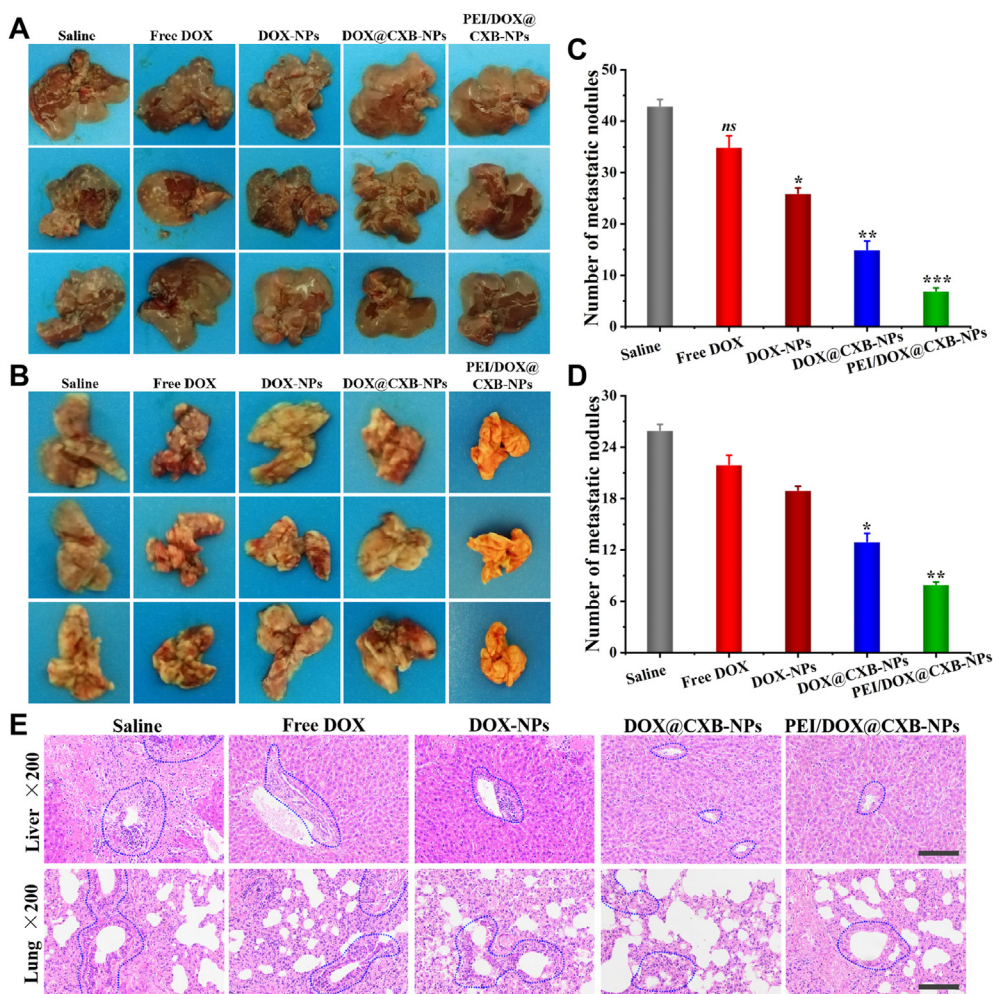 A
Saline
Free DOX
DOX-NPs
DOX@CXB-NPs
PEI/DOX@
CXB-NPs
B
Saline
Free DOX
DOX-NPs
DOX@CXB-NPs
PEI/DOX@
CXB-NPs
C
Number of metastatic nodules
50
40
30
20
10
0
ns
*
**
***
Saline
Free DOX
DOX-NPs
DOX@CXB-NPs
PEI/DOX@CXB-NPs
D
Number of metastatic nodules
30
24
18
12
6
0
*
**
Saline
Free DOX
DOX-NPs
DOX@CXB-NPs
PEI/DOX@CXB-NPs
E
Saline
Free DOX
DOX-NPs
DOX@CXB-NPs
PEI/DOX@CXB-NPs
Liver ×200
Lung ×200